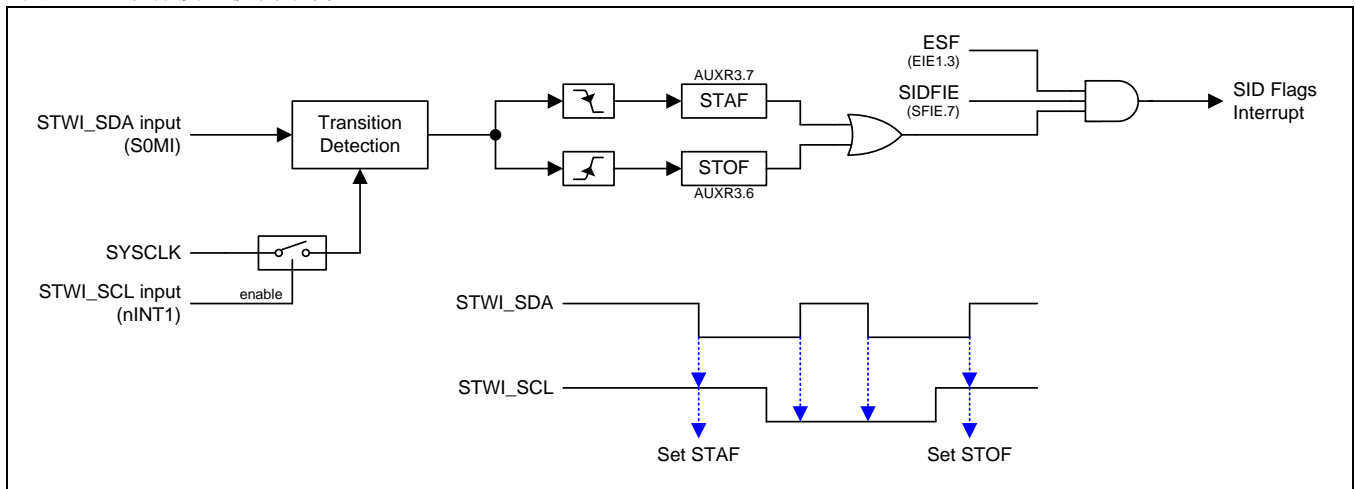 ESF
(EIE1.3)
AUXR3.7
SIDFIE
(SFIE.7)
SID Flags
Interrupt
STAF
STWI_SDA input
(S0MI)
Transition
Detection
STOF
AUXR3.6
SYSCLK
STWI_SCL input
(nINT1)
enable
STWI_SDA
STWI_SCL
Set STAF
Set STOF